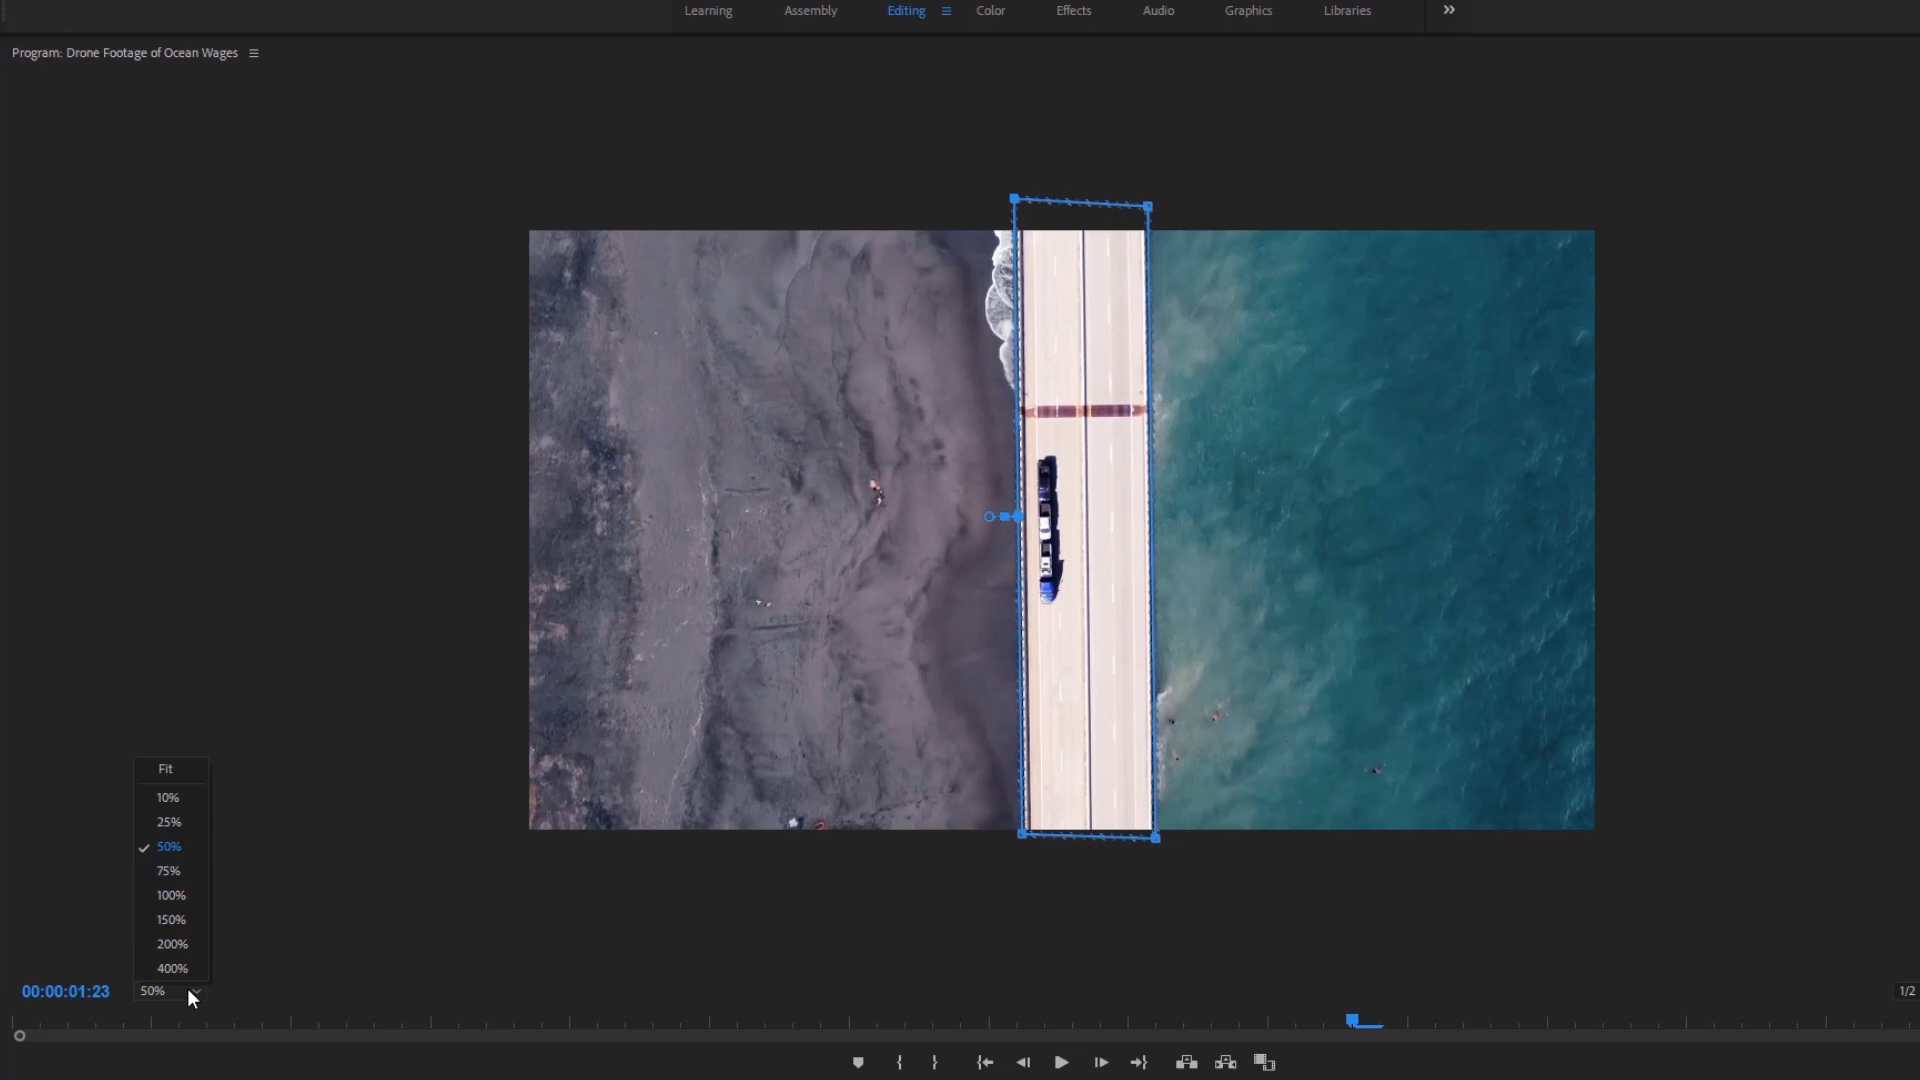 Learning Assembly Editing Color Effects Audio Graphics Libraries
Program: Drone Footage of Ocean Wages
Fit
10%
25%
50%
75%
100%
150%
200%
400%
00:00:01:23 50% 1/2